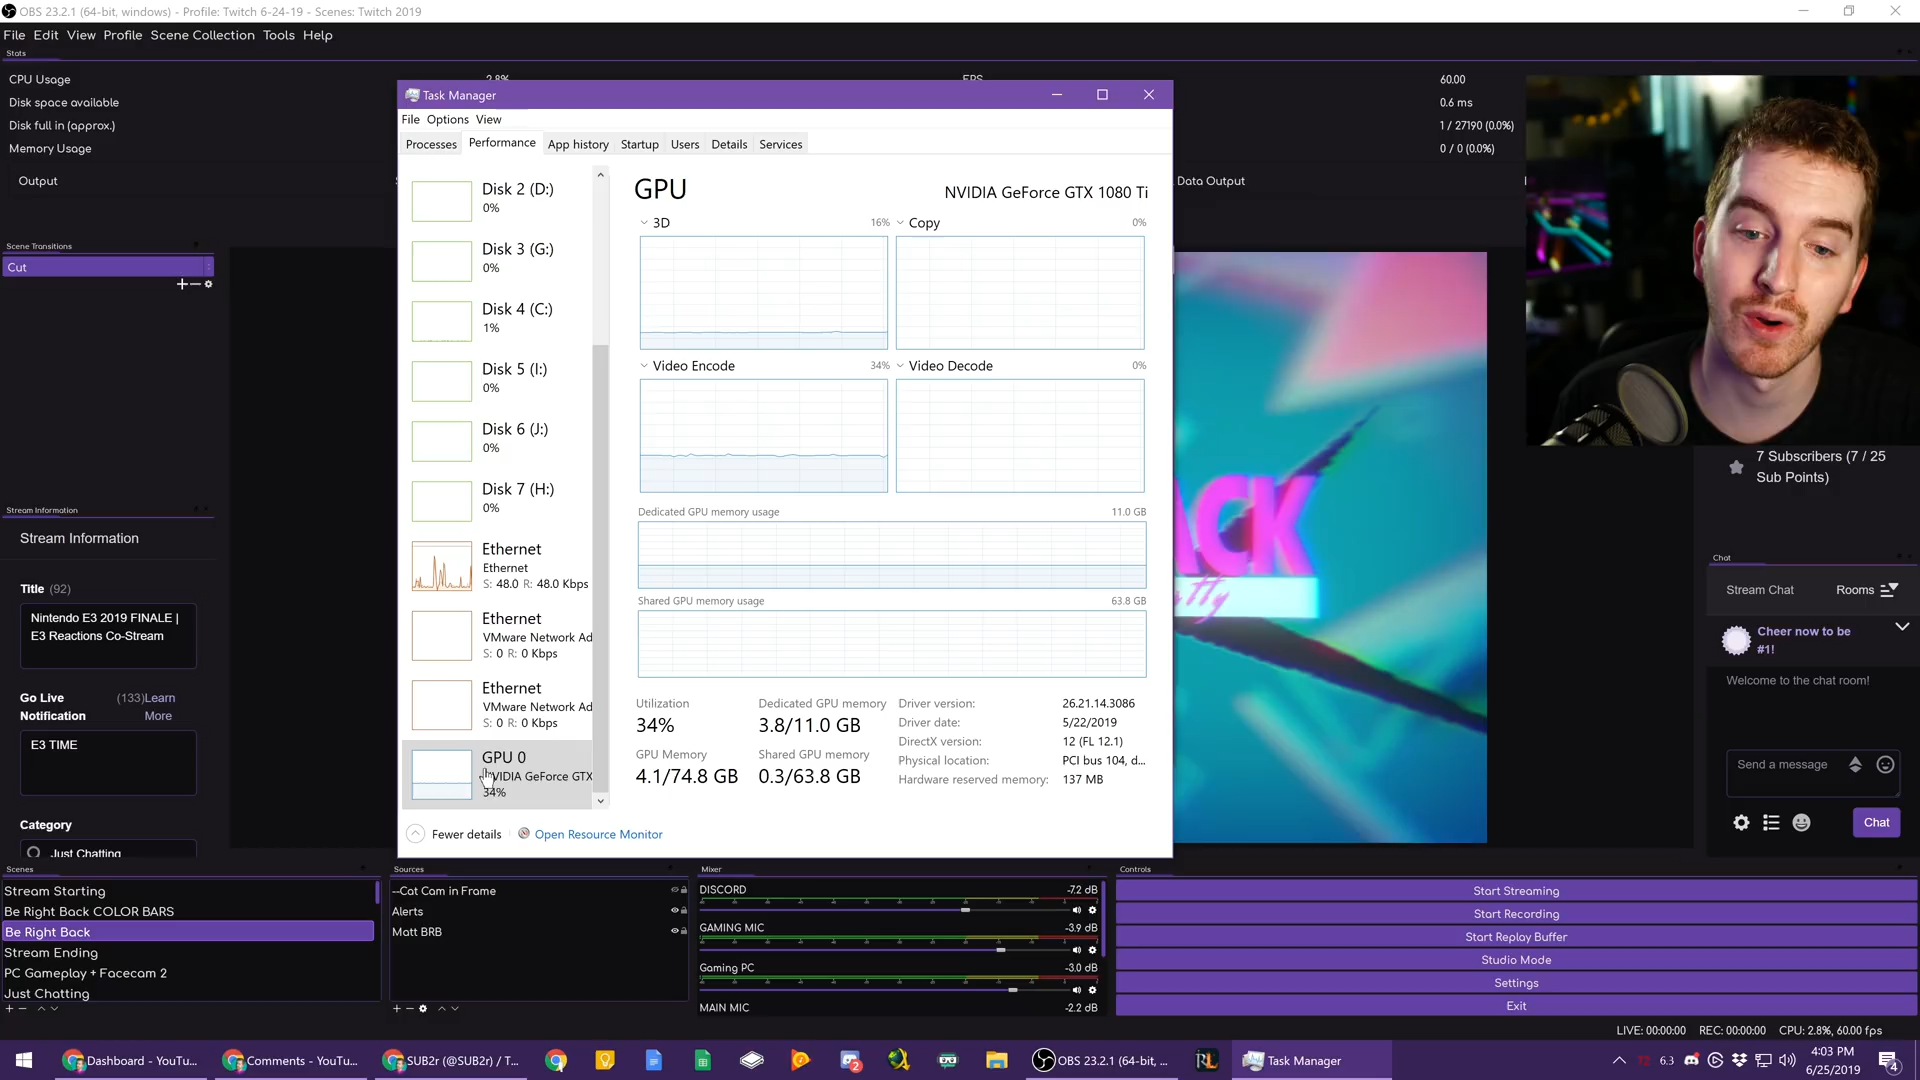 OBS 23.2.1 (64-bit, windows) - Profile: Twitch 6-24-19 - Scenes: Twitch 2019
File Edit View Profile Scene Collection Tools Help
Stats
CPU Usage 2.8% FPS 60.00
Disk space available 0.6 ms
Disk full in (approx.) 1 / 27190 (0.0%)
Memory Usage 0 / 0 (0.0%)
Output Data Output
Scene Transitions
Cut
Stream Information
Stream Information
Title (92)
Nintendo E3 2019 FINALE |
E3 Reactions Co-Stream
Go Live (133) Learn
Notification More
E3 TIME
Category
Just Chatting
Task Manager
File Options View
Processes Performance App history Startup Users Details Services
Disk 2 (D:)
0%
Disk 3 (G:)
0%
Disk 4 (C:)
1%
Disk 5 (I:)
0%
Disk 6 (J:)
0%
Disk 7 (H:)
0%
Ethernet
Ethernet
S: 48.0 R: 48.0 Kbps
Ethernet
VMware Network Ad
S: 0 R: 0 Kbps
Ethernet
VMware Network Ad
S: 0 R: 0 Kbps
GPU 0
NVIDIA GeForce GTX
34%
GPU NVIDIA GeForce GTX 1080 Ti
3D 16% Copy 0%
Video Encode 34% Video Decode 0%
Dedicated GPU memory usage 11.0 GB
Shared GPU memory usage 63.8 GB
Utilization
34%
Dedicated GPU memory
3.8/11.0 GB
GPU Memory
4.1/74.8 GB
Shared GPU memory
0.3/63.8 GB
Driver version: 26.21.14.3086
Driver date: 5/22/2019
DirectX version: 12 (FL 12.1)
Physical location: PCI bus 104, d...
Hardware reserved memory: 137 MB
Fewer details Open Resource Monitor
ACK
7 Subscribers (7 / 25
Sub Points)
Chat
Stream Chat Rooms
Cheer now to be
#1!
Welcome to the chat room!
Send a message
Chat
Scenes
Stream Starting
Be Right Back COLOR BARS
Be Right Back
Stream Ending
PC Gameplay + Facecam 2
Just Chatting
Sources
--Cat Cam in Frame
Alerts
Matt BRB
Mixer
DISCORD -7.2 dB
GAMING MIC -3.9 dB
Gaming PC -3.0 dB
MAIN MIC -2.2 dB
Controls
Start Streaming
Start Recording
Start Replay Buffer
Studio Mode
Settings
Exit
LIVE: 00:00:00 REC: 00:00:00 CPU: 2.8%, 60.00 fps
Dashboard - YouTu...
Comments - YouTu...
SUB2r (@SUB2r) / T...
2
OBS 23.2.1 (64-bit, ...
RL
Task Manager
6.3
4:03 PM
6/25/2019
4